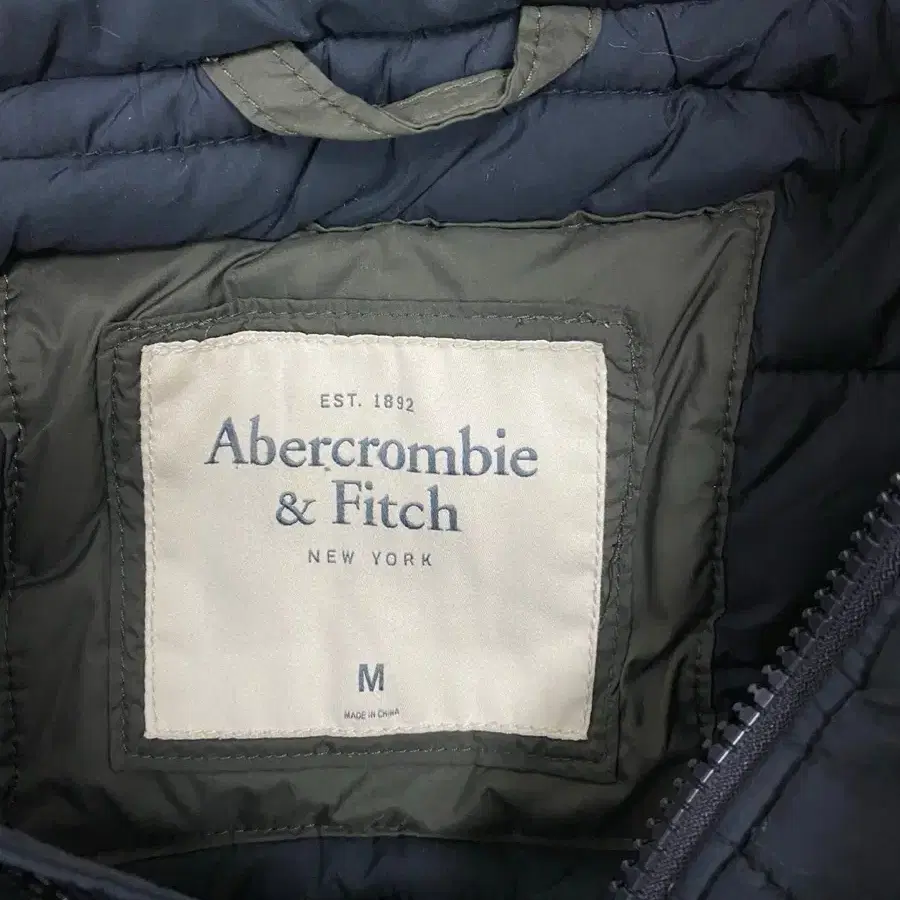 EST. 1892
Abercrombie
& Fitch
NEW YORK
M
MADE IN CHINA